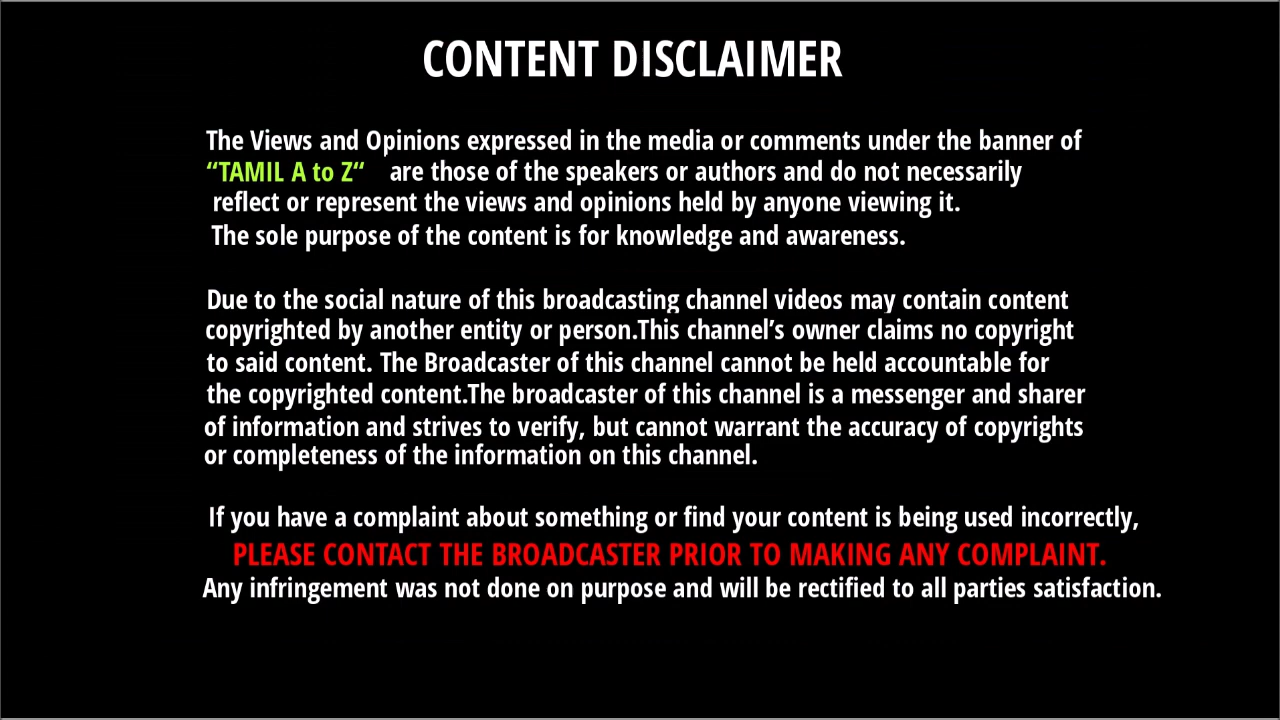 CONTENT DISCLAIMER
The Views and Opinions expressed in the media or comments under the banner of
“TAMIL A to Z“ are those of the speakers or authors and do not necessarily
reflect or represent the views and opinions held by anyone viewing it.
The sole purpose of the content is for knowledge and awareness.
Due to the social nature of this broadcasting channel videos may contain content
copyrighted by another entity or person.This channel’s owner claims no copyright
to said content. The Broadcaster of this channel cannot be held accountable for
the copyrighted content.The broadcaster of this channel is a messenger and sharer
of information and strives to verify, but cannot warrant the accuracy of copyrights
or completeness of the information on this channel.
If you have a complaint about something or find your content is being used incorrectly,
PLEASE CONTACT THE BROADCASTER PRIOR TO MAKING ANY COMPLAINT.
Any infringement was not done on purpose and will be rectified to all parties satisfaction.